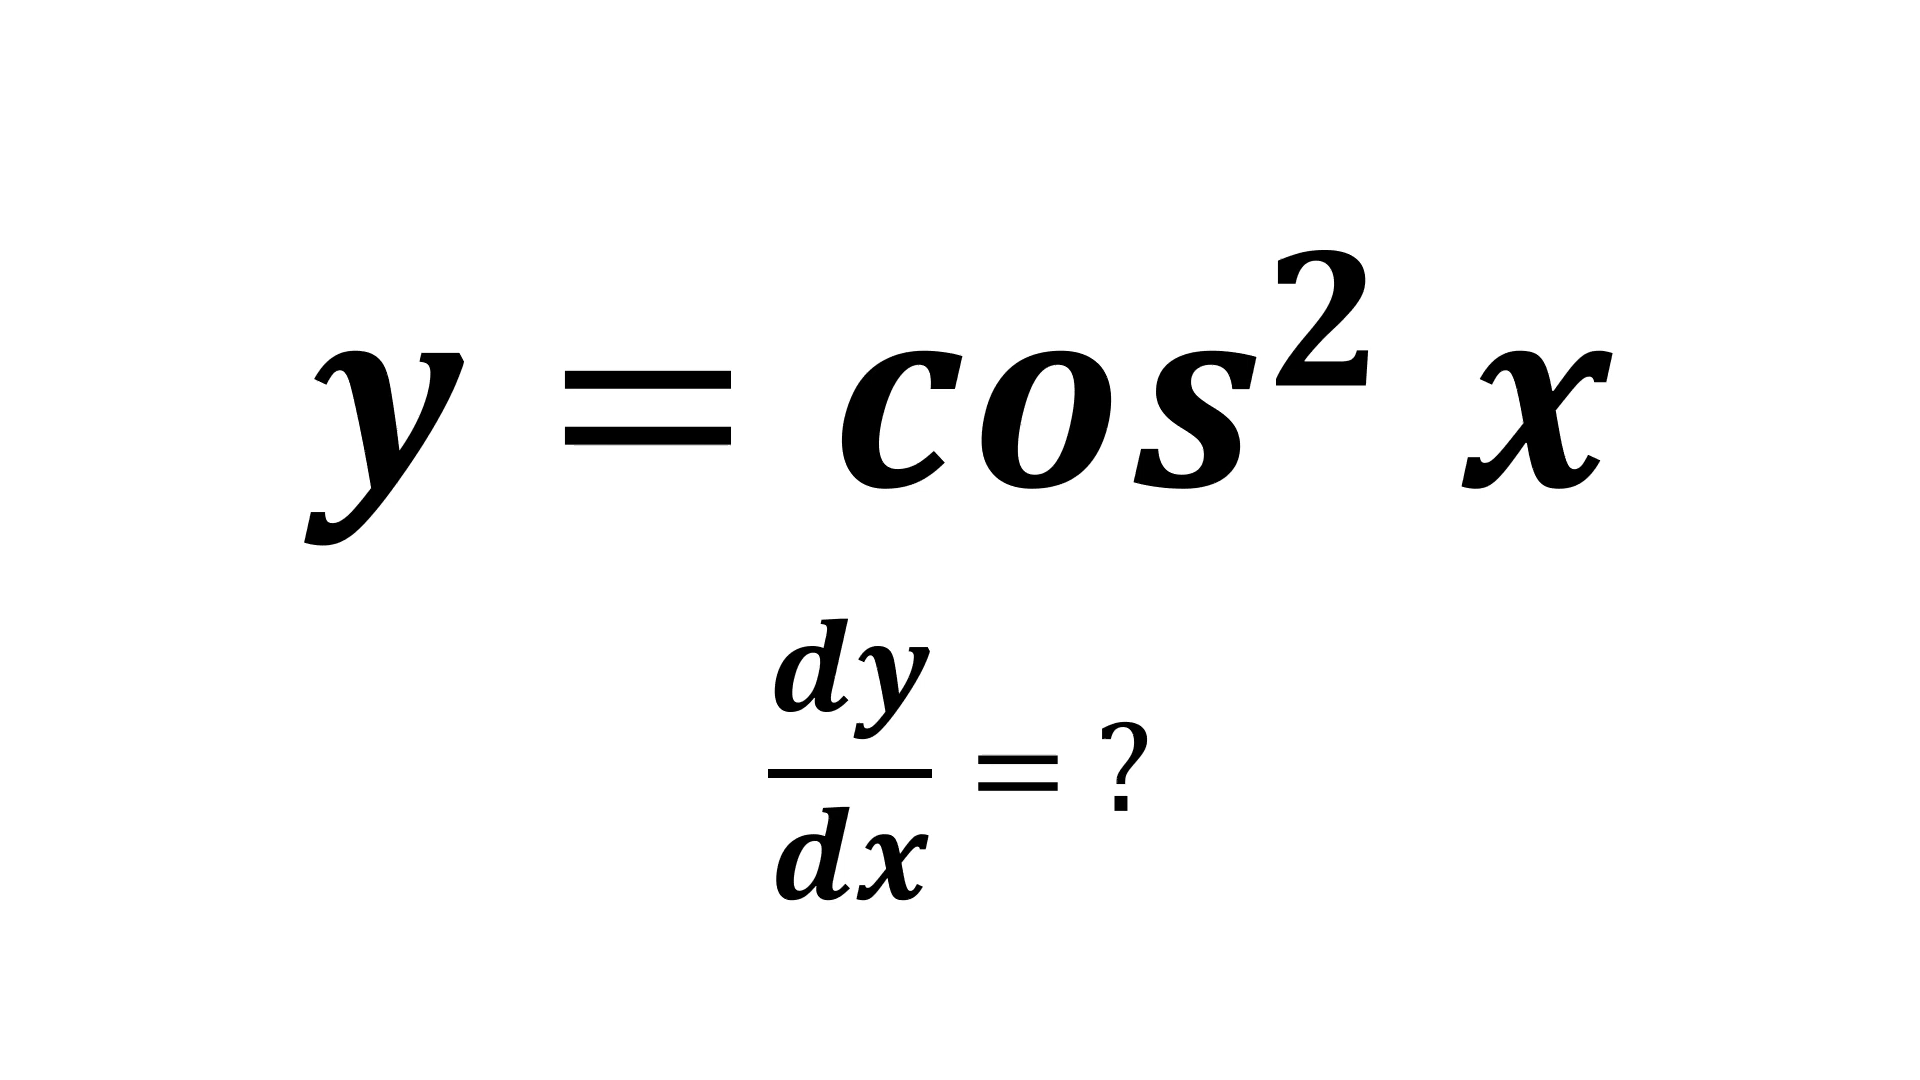 y = cos² x
dy/dx = ?